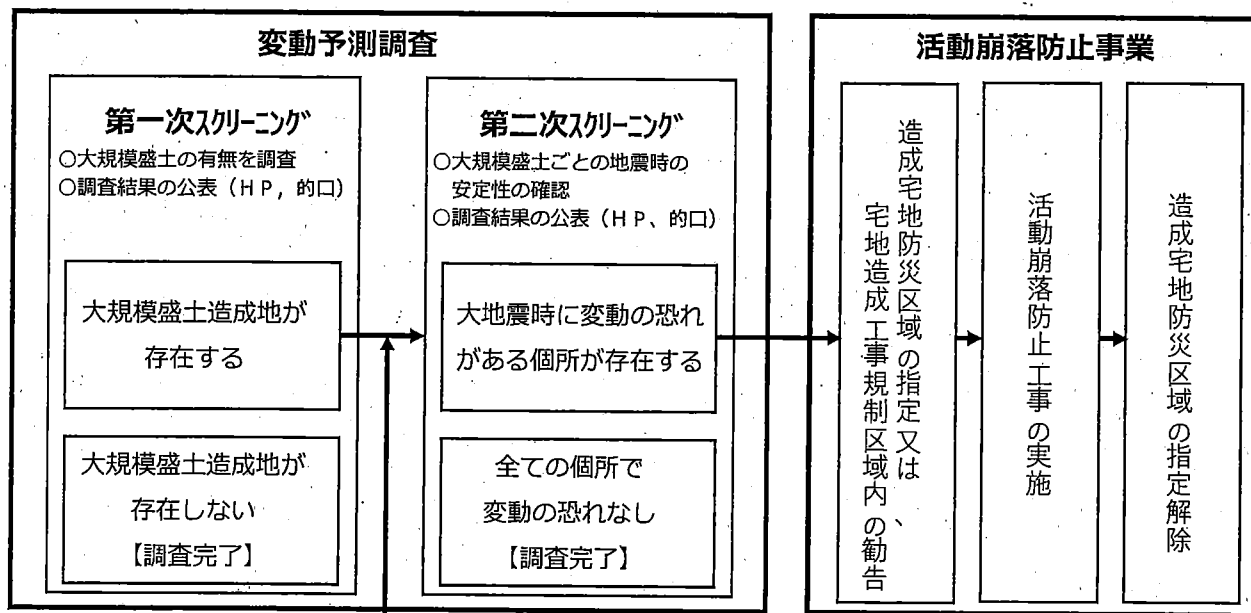 変動予測調査
第一次スクリーニング
○大規模盛土の有無を調査
○調査結果の公表（ＨＰ，的口）
大規模盛土造成地が
存在する
大規模盛土造成地が
存在しない
【調査完了】
第二次スクリーニング
○大規模盛土ごとの地震時の
安定性の確認
○調査結果の公表（ＨＰ、的口）
大地震時に変動の恐れ
がある個所が存在する
全ての個所で
変動の恐れなし
【調査完了】
活動崩落防止事業
造成宅地防災区域の指定又は、
宅地造成工事規制区域内の勧告
活動崩落防止工事の実施
造成宅地防災区域の指定解除